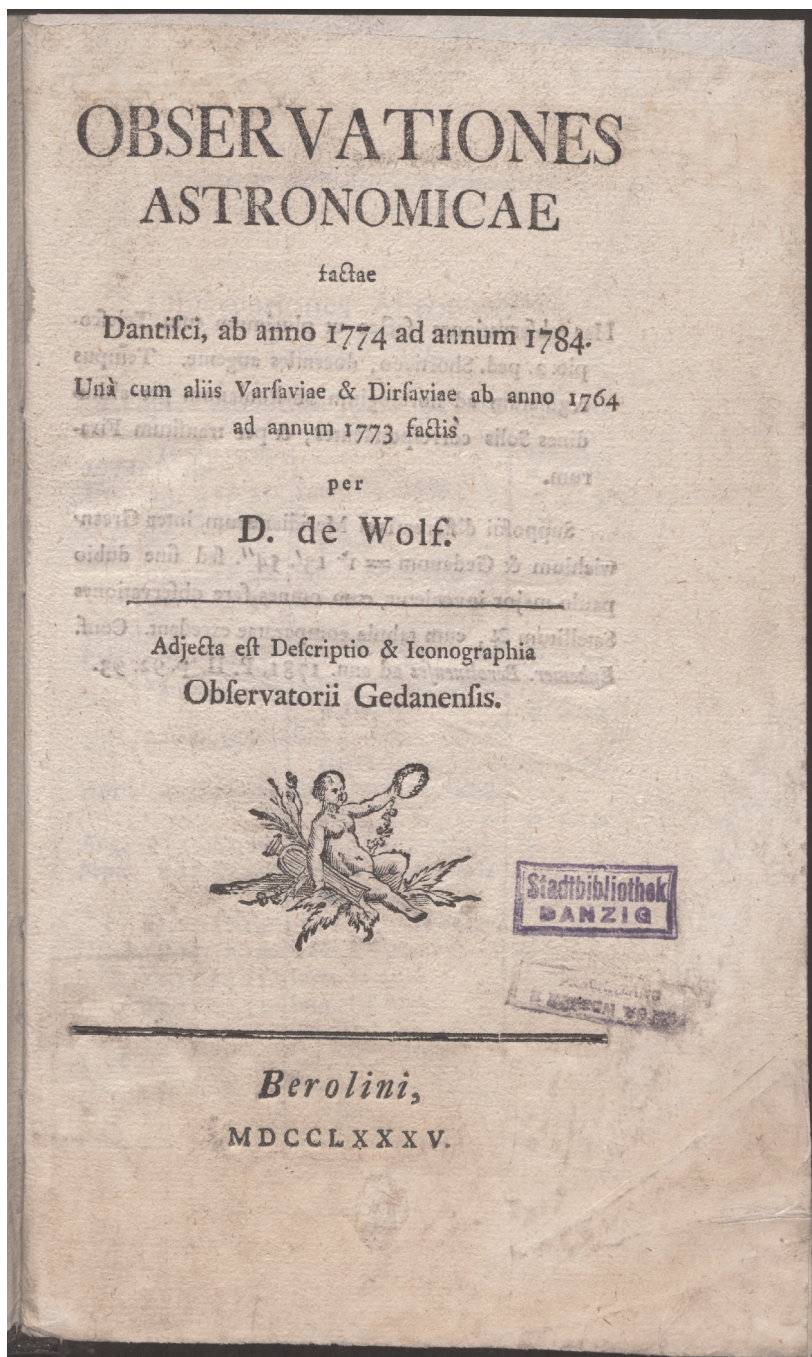 OBSERVATIONES
ASTRONOMICAE
factae
Dantiſci, ab anno 1774 ad annum 1784.
Unà cum aliis Varſaviae & Dirſaviae ab anno 1764
ad annum 1773 factis
per
D. de Wolf.
Adjecta eſt Deſcriptio & Iconographia
Obſervatorii Gedanenſis.
Stadtbibliothek
DANZIG
Berolini,
MDCCLXXXV.